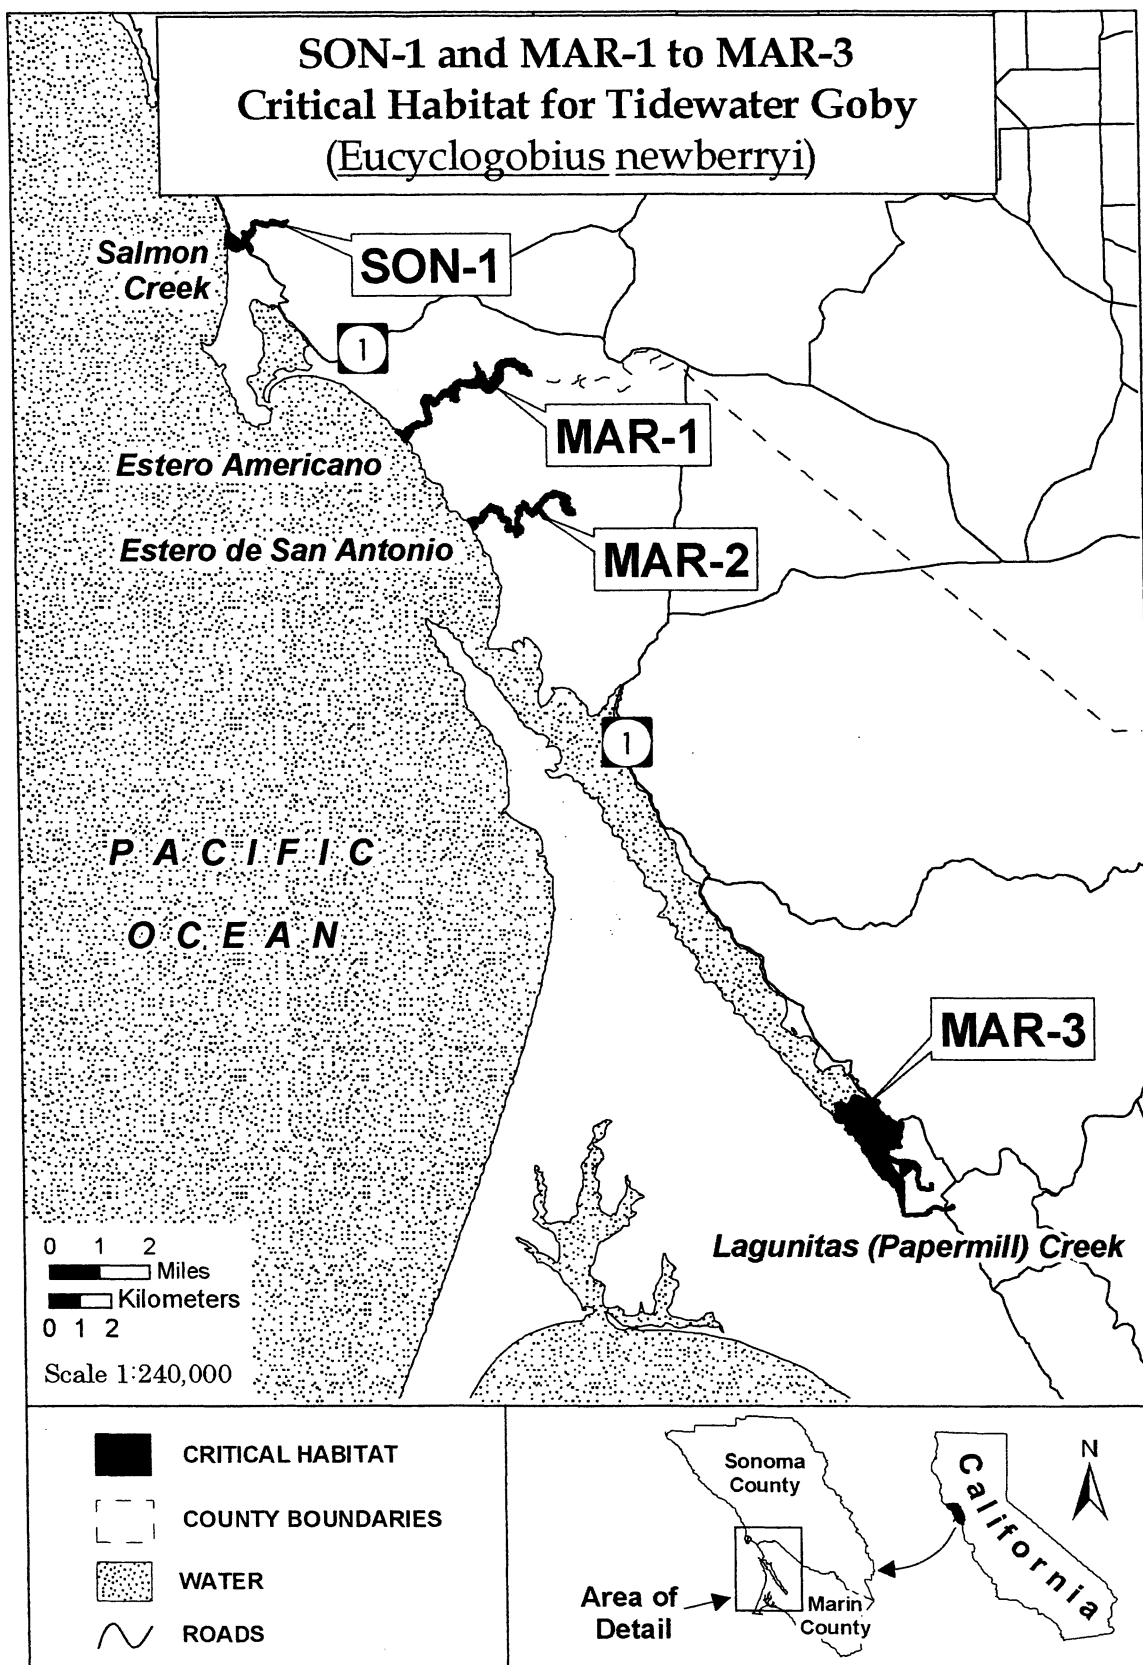 SON-1 and MAR-1 to MAR-3
Critical Habitat for Tidewater Goby
(Eucyclogobius newberryi)
Salmon
Creek
SON-1
1
MAR-1
Estero Americano
Estero de San Antonio
MAR-2
1
PACIFIC
OCEAN
MAR-3
Lagunitas (Papermill) Creek
0 1 2
Miles
Kilometers
0 1 2
Scale 1:240,000
CRITICAL HABITAT
COUNTY BOUNDARIES
WATER
ROADS
Sonoma
County
Area of
Detail
Marin
County
California
N